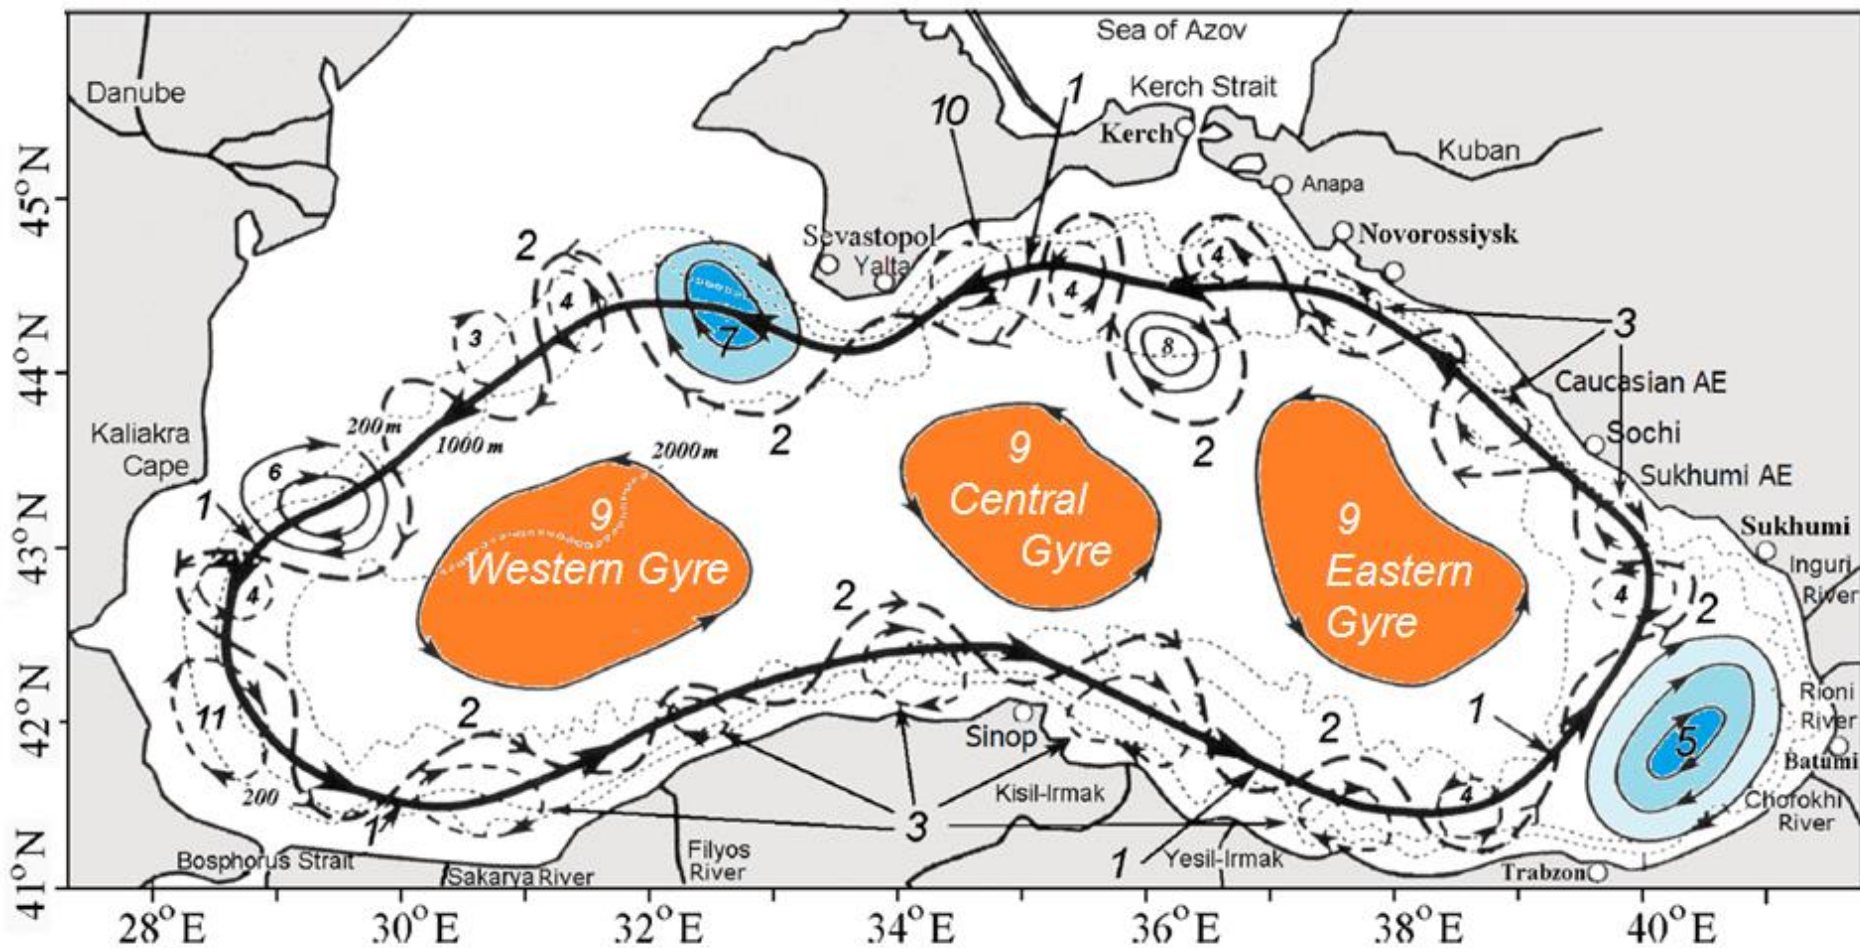 Sea of Azov
Danube
10
1
Kerch Strait
Kerch
Kuban
45°N
Anapa
2
Sevastopol
Novorossiysk
Yalta
4
4
4
3
7
8
3
44°N
Caucasian AE
200 m
1000 m
2
2
Kaliakra
Cape
2000 m
9
Central
Gyre
Sochi
6
Sukhumi AE
1
9
Western Gyre
9
Eastern
Gyre
Sukhumi
43°N
Inguri
River
4
2
4
2
Rioni
River
42°N
11
2
1
2
5
Sinop
Batumi
200
Kisil-Irmak
Chorokhi
River
1
3
Bosphorus Strait
Filyos
River
1
Yesil-Irmak
4
Sakarya River
Trabzon
41°N
28°E
30°E
32°E
34°E
36°E
38°E
40°E